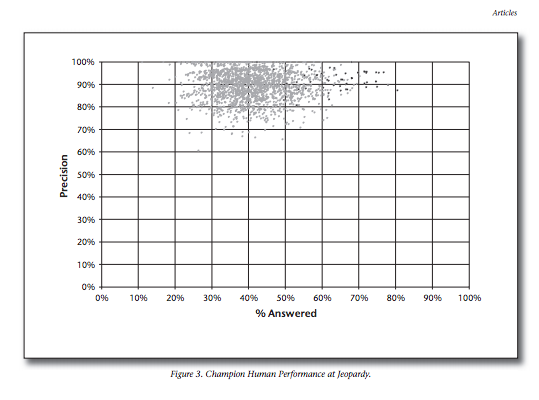 Articles
100%
90%
80%
70%
60%
50%
40%
30%
20%
10%
0%
Precision
0% 10% 20% 30% 40% 50% 60% 70% 80% 90% 100%
% Answered
Figure 3. Champion Human Performance at Jeopardy.